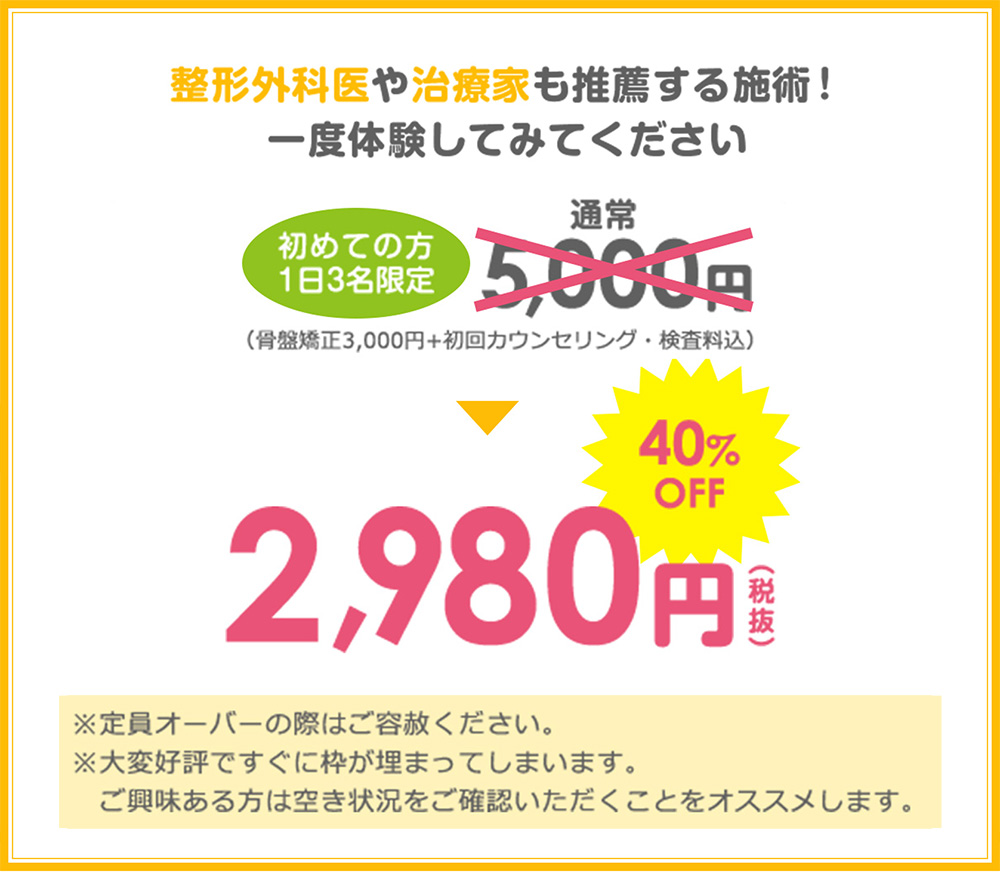 整形外科医や治療家も推薦する施術！
一度体験してみてください
初めての方
1日3名限定
通常
5,000円
（骨盤矯正3,000円+初回カウンセリング・検査料込）
40%
OFF
2,980円
（税抜）
※定員オーバーの際はご容赦ください。
※大変好評ですぐに枠が埋まってしまいます。
ご興味ある方は空き状況をご確認いただくことをオススメします。